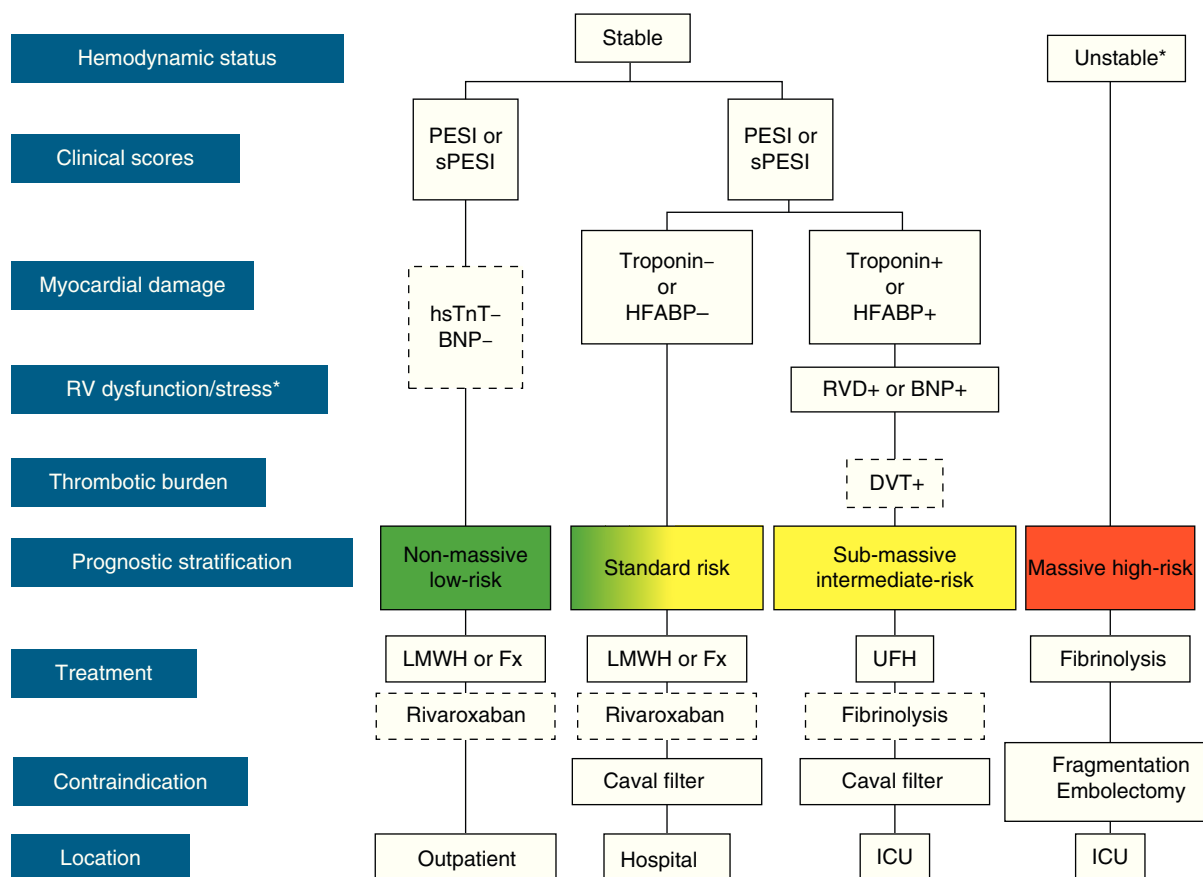 Hemodynamic status
Stable
Unstable*
Clinical scores
PESI or
sPESI
PESI or
sPESI
Myocardial damage
hsTnT–
BNP–
Troponin–
or
HFABP–
Troponin+
or
HFABP+
RV dysfunction/stress*
RVD+ or BNP+
Thrombotic burden
DVT+
Prognostic stratification
Non-massive
low-risk
Standard risk
Sub-massive
intermediate-risk
Massive high-risk
Treatment
LMWH or Fx
LMWH or Fx
UFH
Fibrinolysis
Rivaroxaban
Rivaroxaban
Fibrinolysis
Contraindication
Caval filter
Caval filter
Fragmentation
Embolectomy
Location
Outpatient
Hospital
ICU
ICU